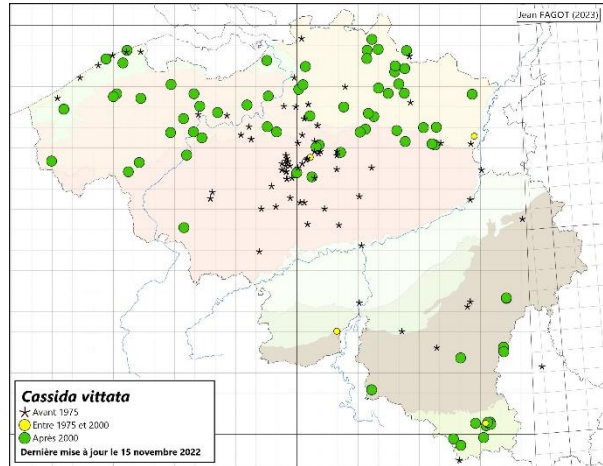 Jean FAGOT (2023)
Cassida vittata
Avant 1975
Entre 1975 et 2000
Après 2000
Dernière mise à jour le 15 novembre 2022